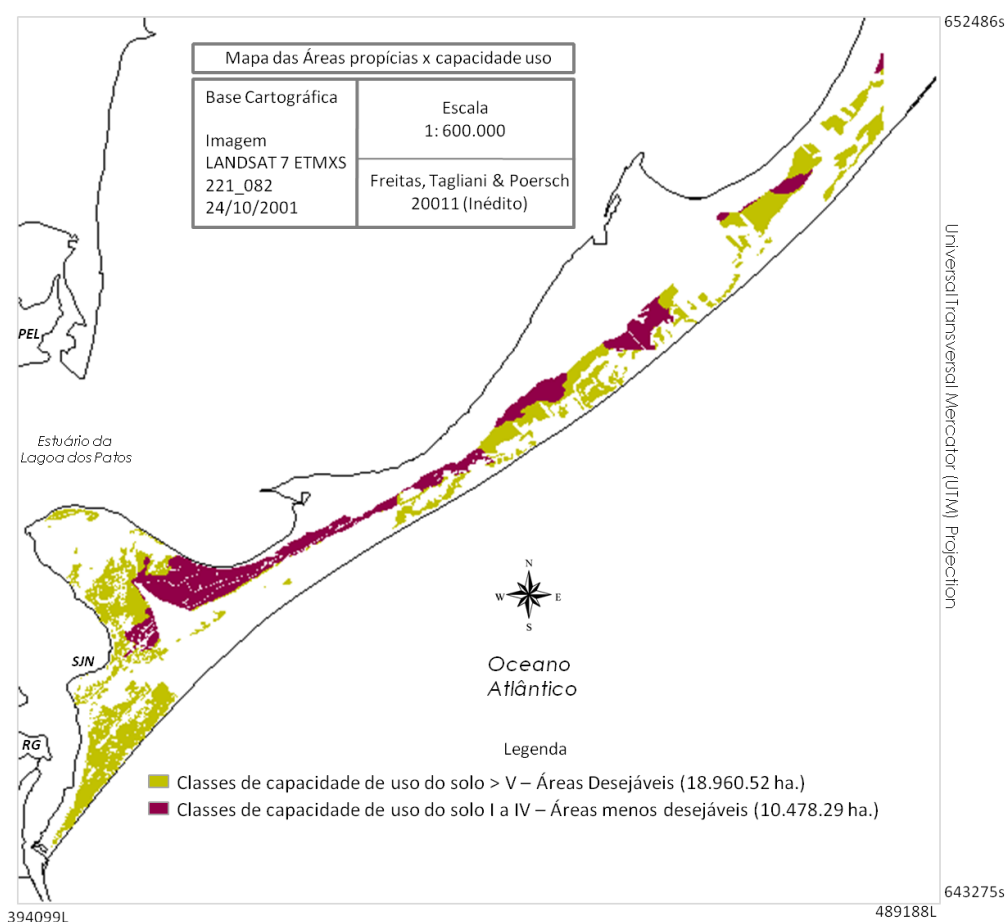 652486s
Mapa das Áreas propícias x capacidade uso
Base Cartográfica
Imagem
LANDSAT 7 ETMXS
221_082
24/10/2001
Escala
1: 600.000
Freitas, Tagliani & Poersch
20011 (Inédito)
Universal Transversal Mercator (UTM) Projection
PEL
Estuário da
Lagoa dos Patos
N
W
E
S
SJN
Oceano
Atlântico
RG
Legenda
Classes de capacidade de uso do solo > V – Áreas Desejáveis (18.960.52 ha.)
Classes de capacidade de uso do solo I a IV – Áreas menos desejáveis (10.478.29 ha.)
643275s
394099L
489188L